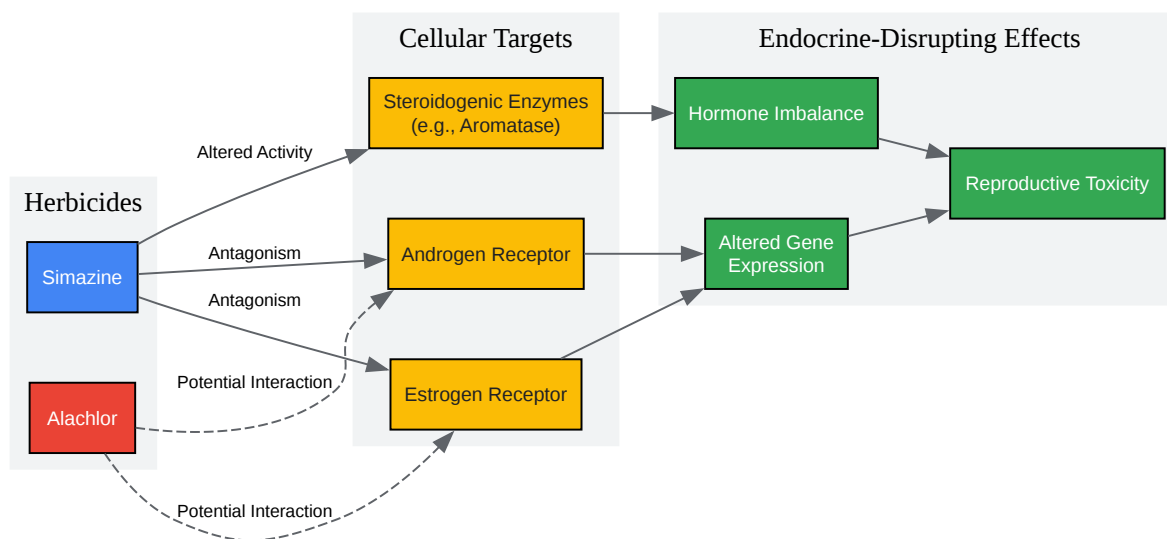 Cellular Targets
Endocrine-Disrupting Effects
Steroidogenic Enzymes
(e.g., Aromatase)
Hormone Imbalance
Altered Activity
Reproductive Toxicity
Herbicides
Simazine
Antagonism
Androgen Receptor
Altered Gene
Expression
Antagonism
Potential Interaction
Estrogen Receptor
Alachlor
Potential Interaction